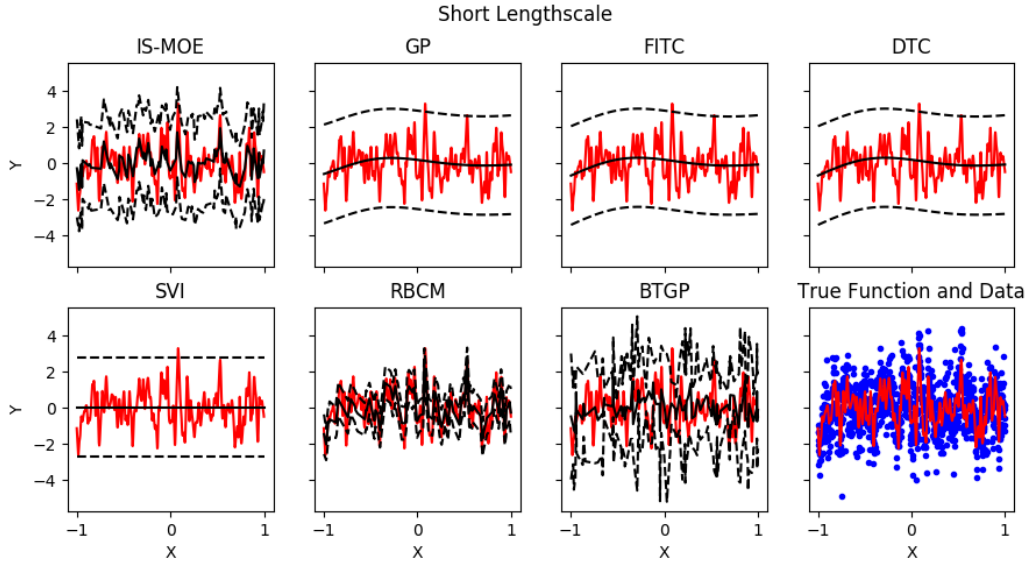 Short Lengthscale
IS-MOE
GP
FITC
DTC
4
2
0
−2
−4
Y
SVI
RBCM
BTGP
True Function and Data
4
2
0
−2
−4
Y
−1 0 1
−1 0 1
−1 0 1
−1 0 1
X
X
X
X